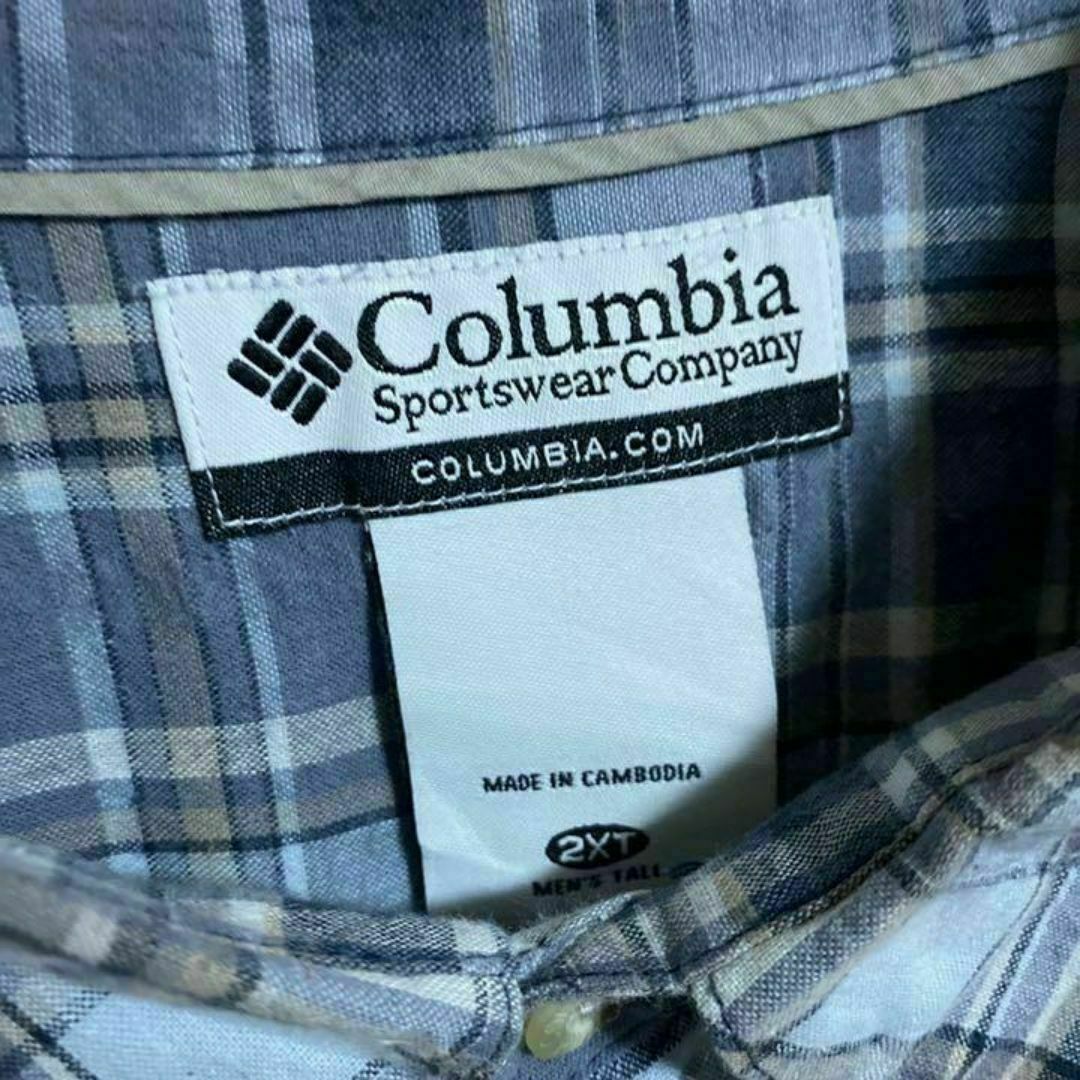 Columbia
Sportswear Company
COLUMBIA.COM
MADE IN CAMBODIA
2XT
MEN'S TALL